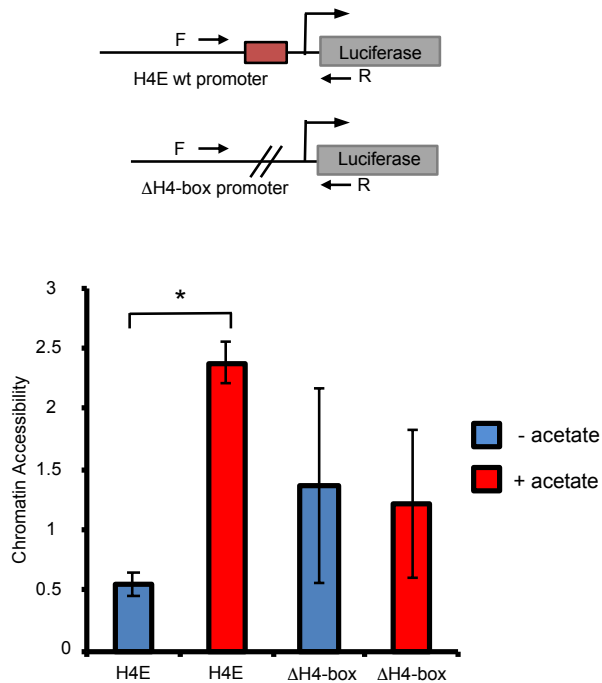 F
Luciferase
H4E wt promoter
R
F
Luciferase
ΔH4-box promoter
R
3
*
2.5
2
1.5
1
0.5
0
Chromatin Accessibility
- acetate
+ acetate
H4E H4E ΔH4-box ΔH4-box